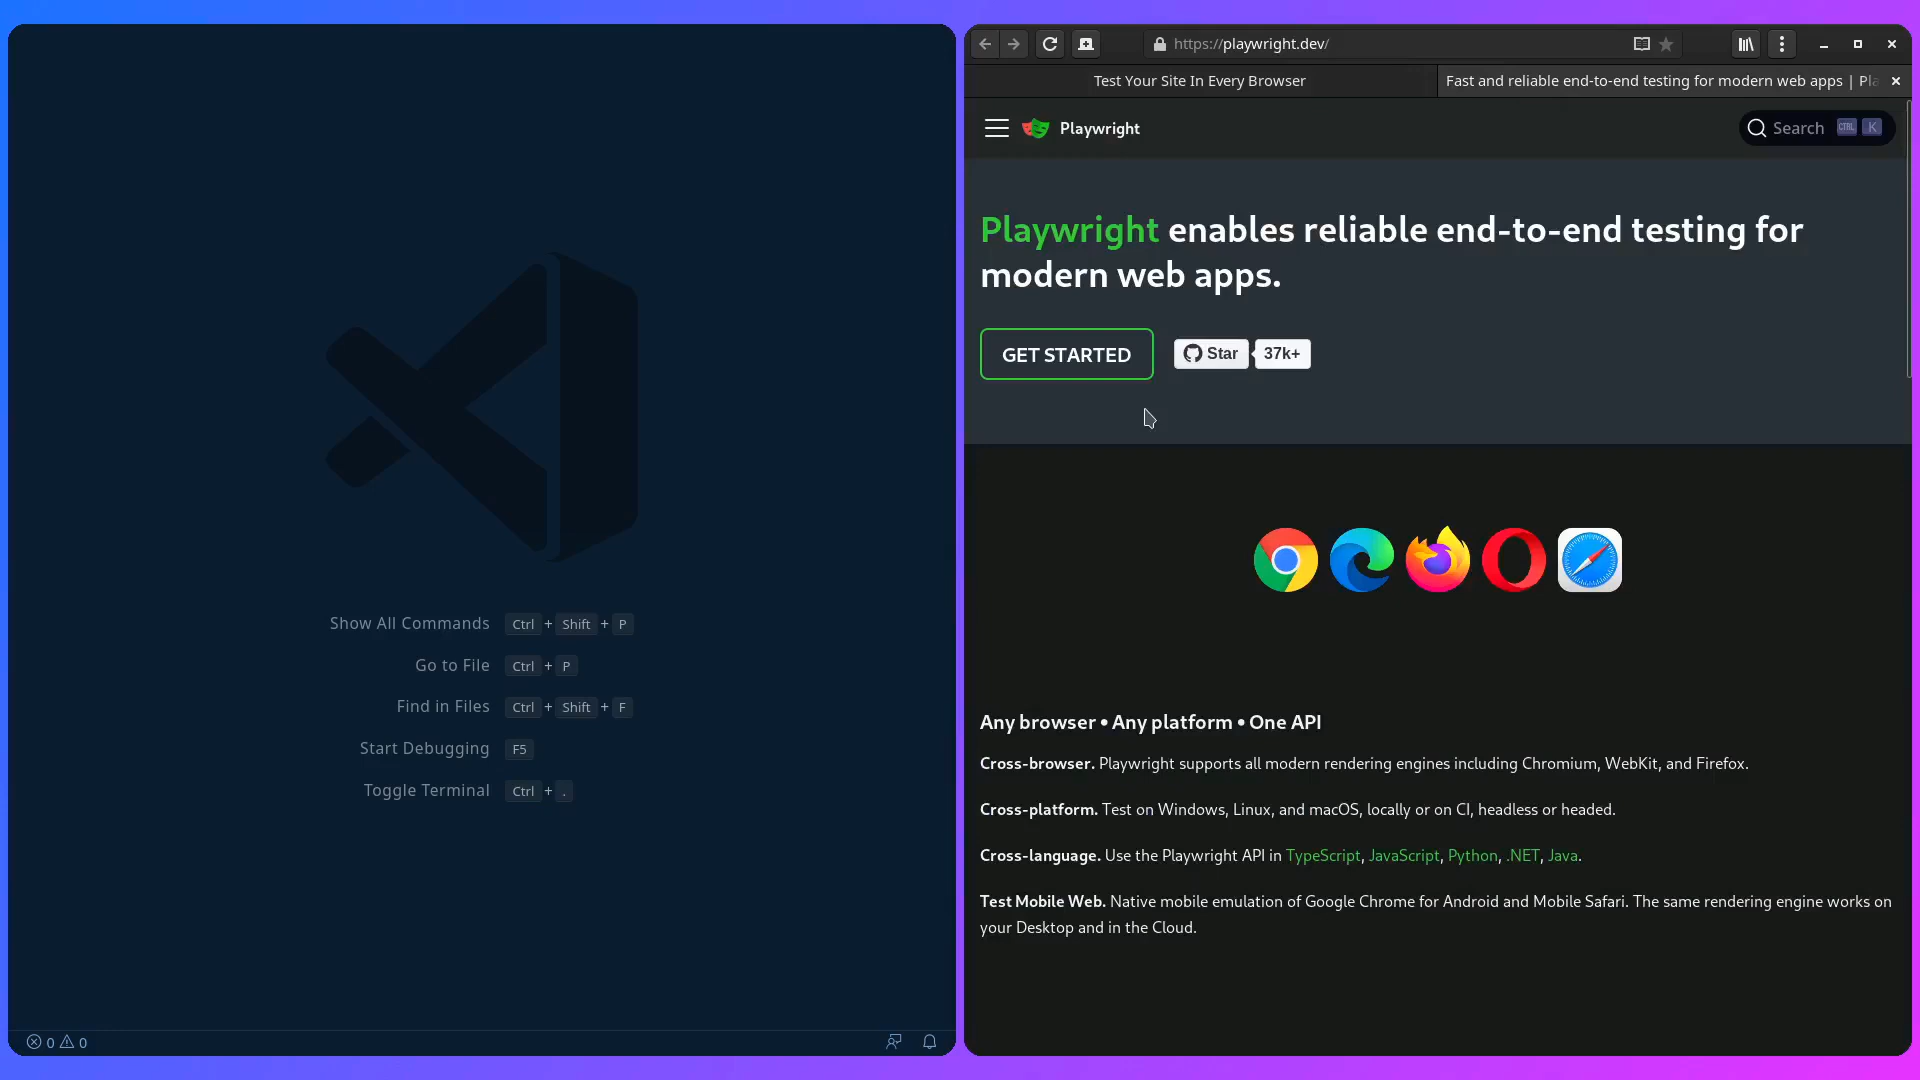 Show All Commands Ctrl + Shift + P
Go to File Ctrl + P
Find in Files Ctrl + Shift + F
Start Debugging F5
Toggle Terminal Ctrl + .
0 0
https://playwright.dev/
Test Your Site In Every Browser
Fast and reliable end-to-end testing for modern web apps |
Playwright
Search CTRL K
Playwright enables reliable end-to-end testing for
modern web apps.
GET STARTED
Star 37k+
Any browser • Any platform • One API
Cross-browser. Playwright supports all modern rendering engines including Chromium, WebKit, and Firefox.
Cross-platform. Test on Windows, Linux, and macOS, locally or on CI, headless or headed.
Cross-language. Use the Playwright API in TypeScript, JavaScript, Python, .NET, Java.
Test Mobile Web. Native mobile emulation of Google Chrome for Android and Mobile Safari. The same rendering engine works on
your Desktop and in the Cloud.